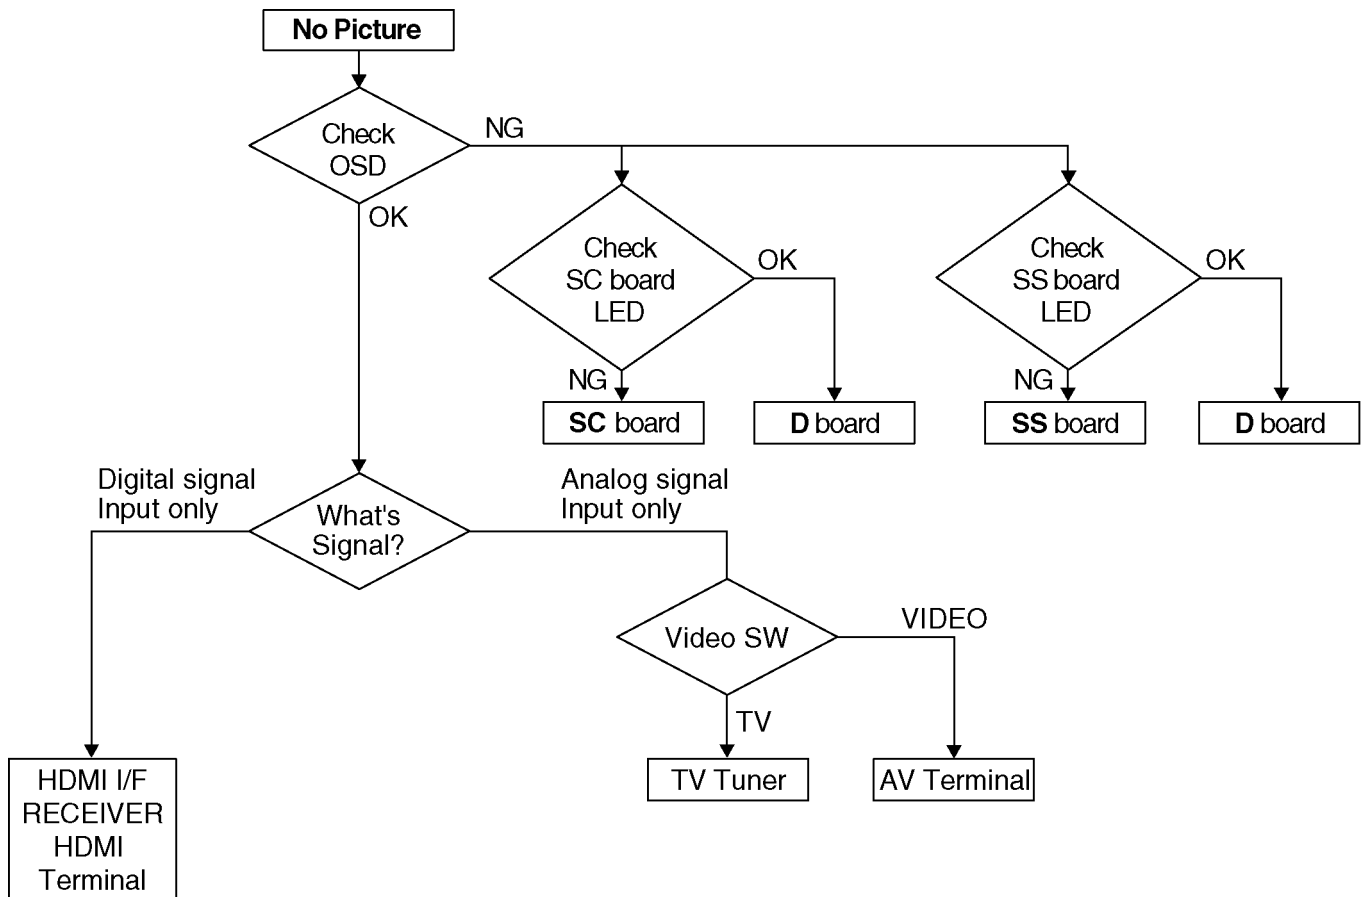 No Picture
Check
OSD
NG
OK
Check
SC board
LED
OK
NG
SC board
D board
Check
SS board
LED
OK
NG
SS board
D board
Digital signal
Input only
What's
Signal?
Analog signal
Input only
Video SW
VIDEO
TV
HDMI I/F
RECEIVER
HDMI
Terminal
TV Tuner
AV Terminal